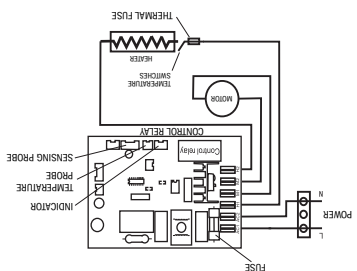 FUSE
POWER
L
N
INDICATOR
TEMPERATURE
PROBE
SENSING PROBE
Control relay
CONTROL RELAY
MOTOR
TEMPERATURE
SWITCHES
HEATER
THERMAL FUSE